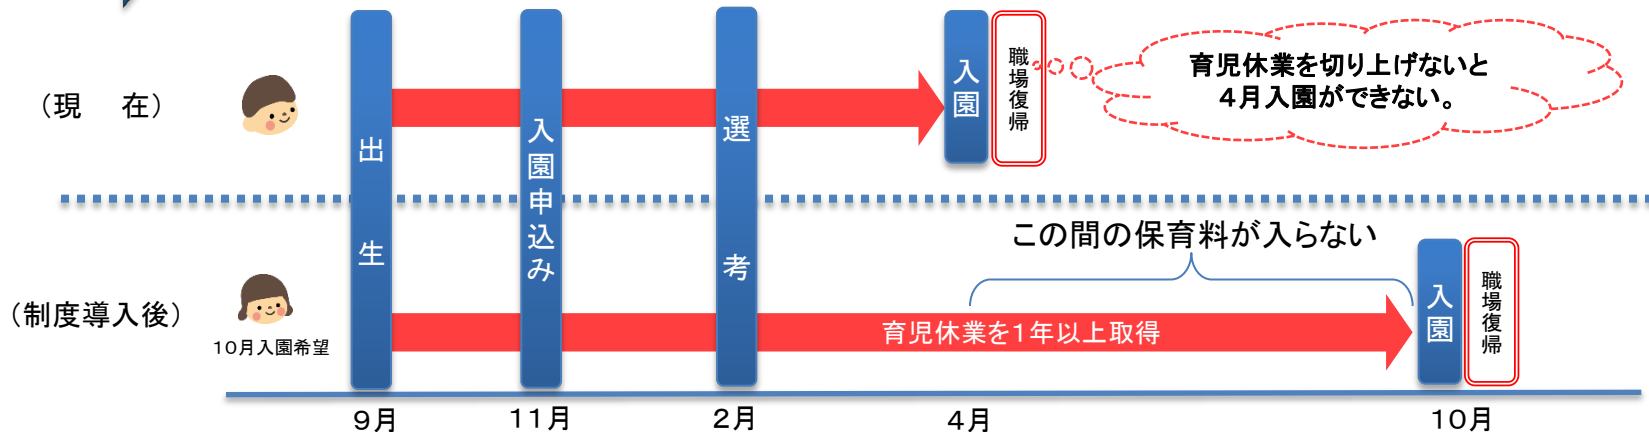 （現　在）
出生
入園申込み
選考
入園
職場復帰
育児休業を切り上げないと
４月入園ができない。
この間の保育料が入らない
（制度導入後）
１０月入園希望
育児休業を１年以上取得
入園
職場復帰
９月
１１月
２月
４月
１０月